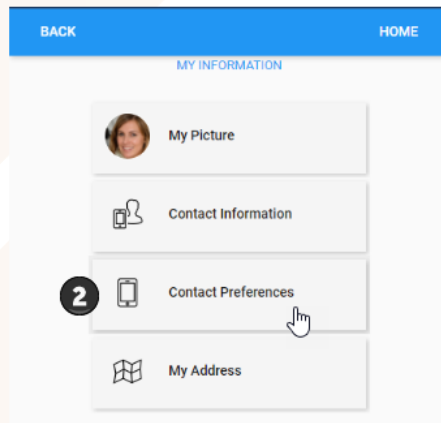 BACK HOME
MY INFORMATION
My Picture
Contact Information
2 Contact Preferences
My Address